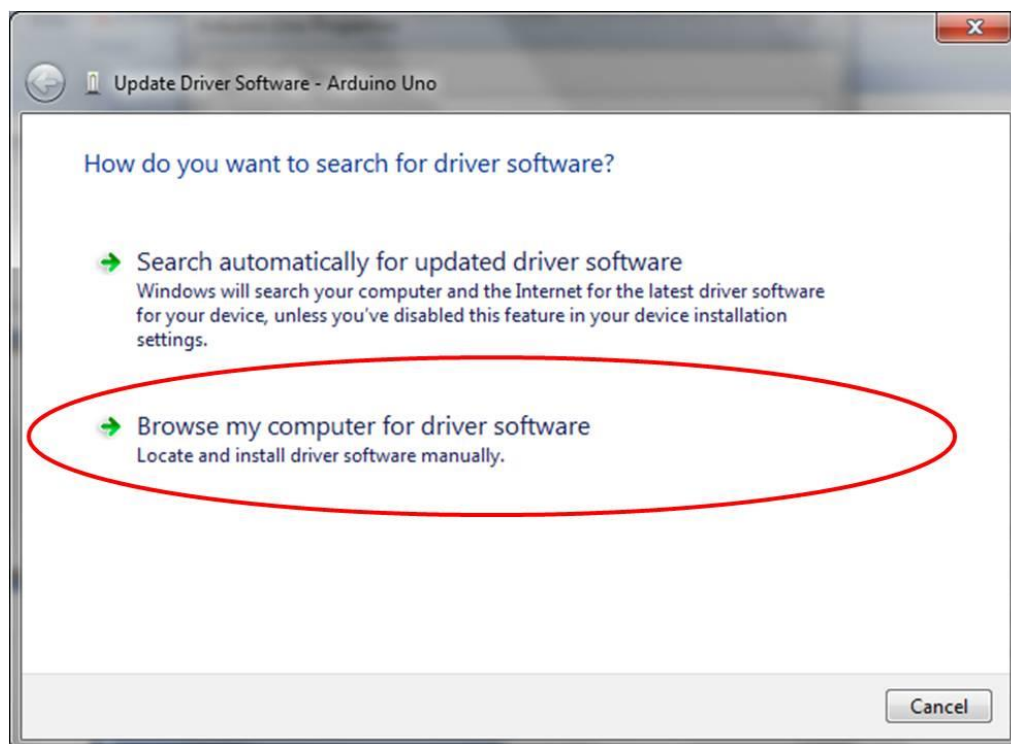 Update Driver Software - Arduino Uno
How do you want to search for driver software?
Search automatically for updated driver software
Windows will search your computer and the Internet for the latest driver software
for your device, unless you've disabled this feature in your device installation
settings.
Browse my computer for driver software
Locate and install driver software manually.
Cancel